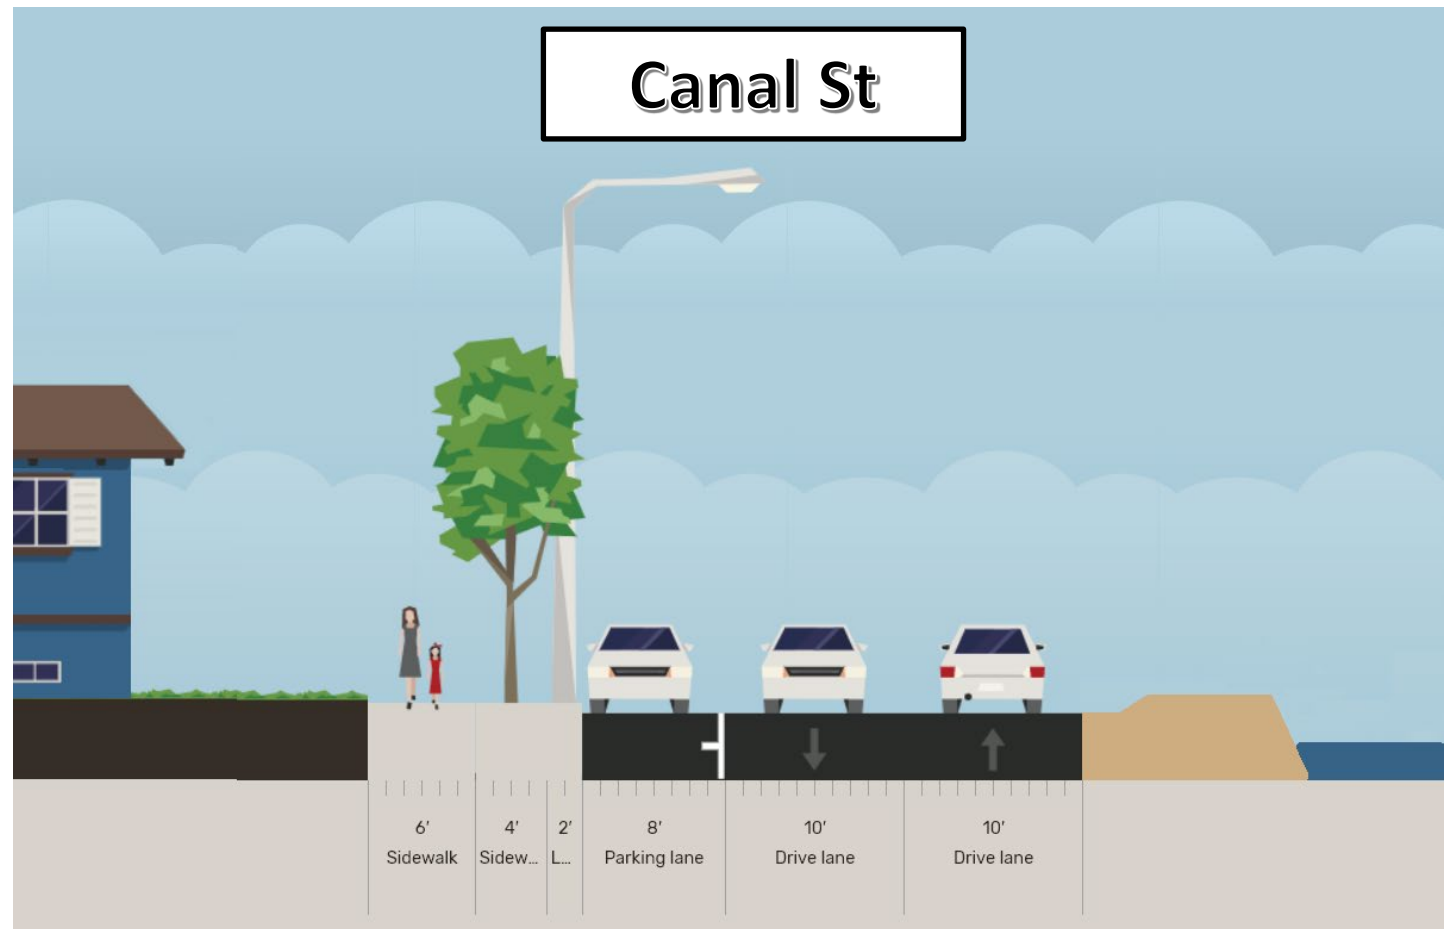 Canal St
6' 4' 2' 8' 10' 10'
Sidewalk Sidew... L... Parking lane Drive lane Drive lane